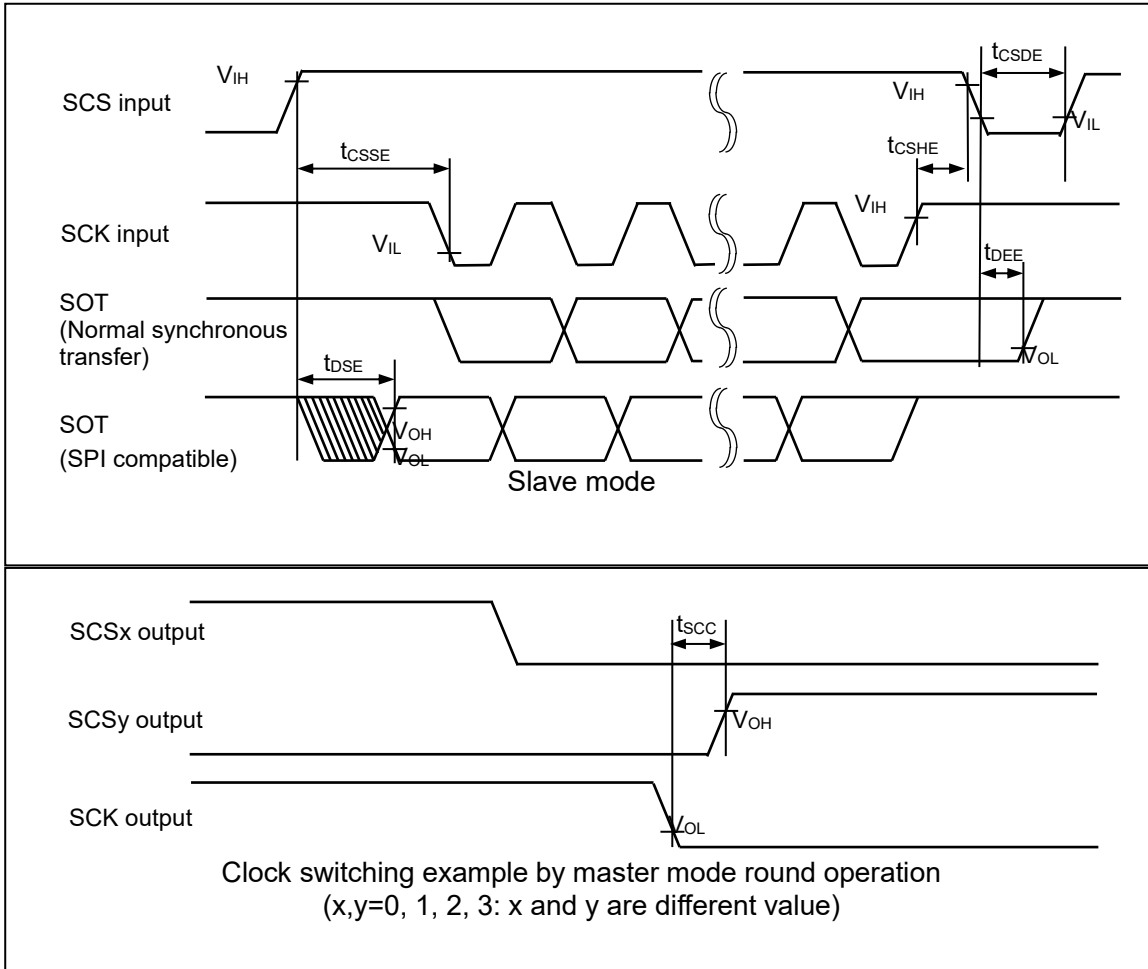 tCSDE
VIH
VIH
SCS input
VIL
tCSSE
tCSHE
VIH
SCK input
VIL
tDEE
SOT
(Normal synchronous
transfer)
VOL
tDSE
SOT
VOH
(SPI compatible)
VOL
Slave mode
SCSx output
tSCC
SCSy output
VOH
SCK output
VOL
Clock switching example by master mode round operation
(x,y=0, 1, 2, 3: x and y are different value)